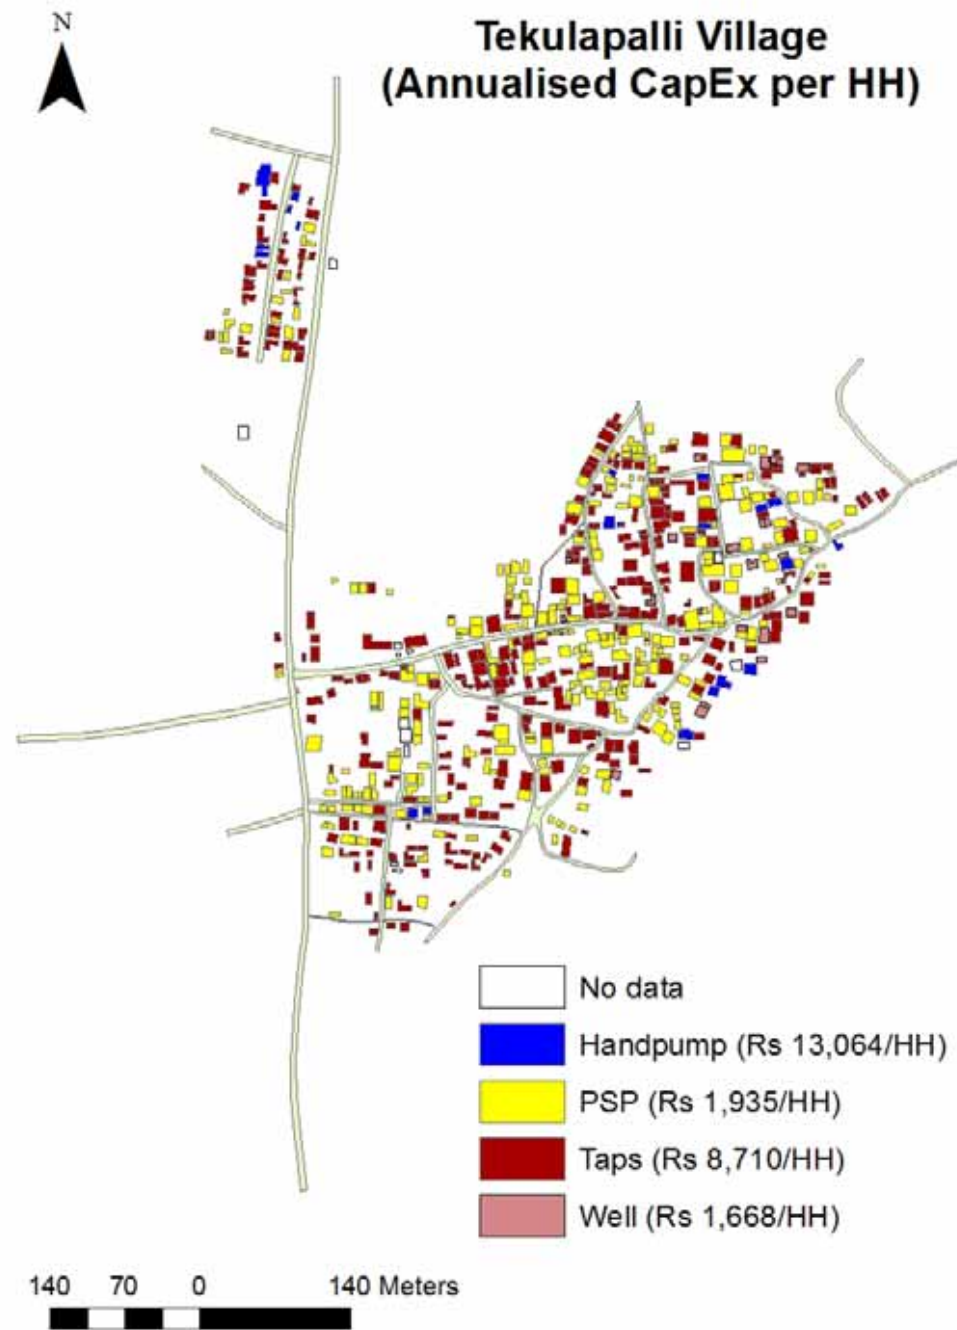 N
Tekulapalli Village
(Annualised CapEx per HH)
No data
Handpump (Rs 13,064/HH)
PSP (Rs 1,935/HH)
Taps (Rs 8,710/HH)
Well (Rs 1,668/HH)
140 70 0 140 Meters